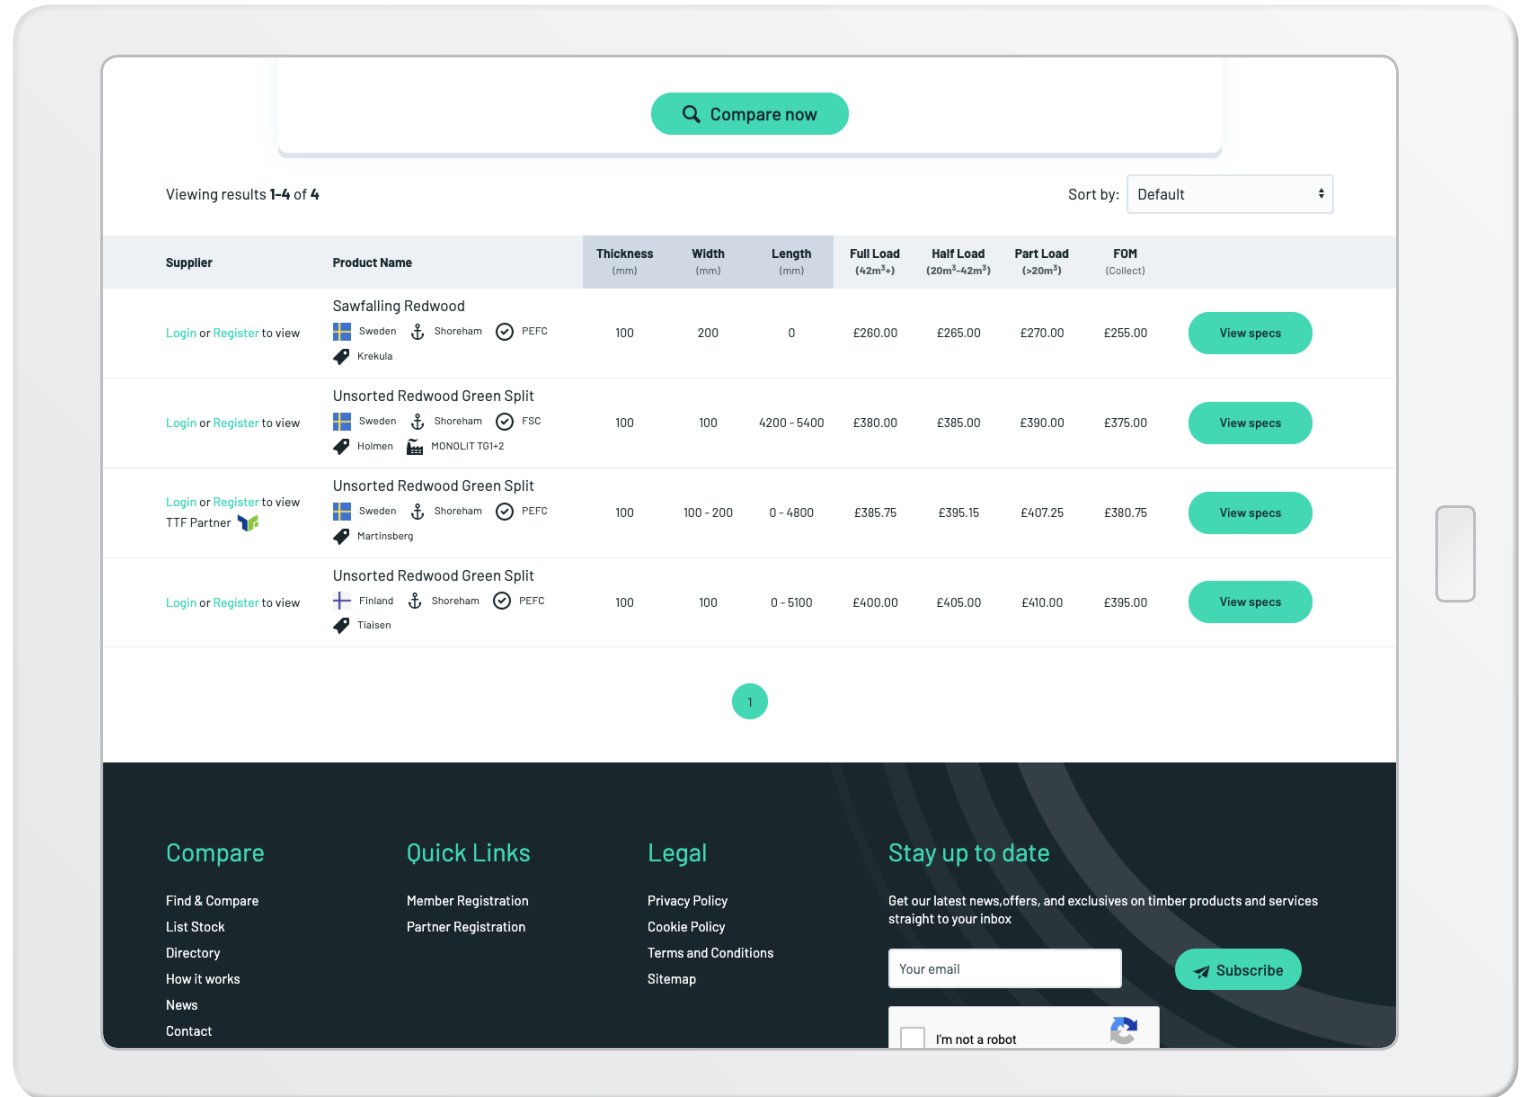 Compare now
Viewing results 1-4 of 4
Sort by: Default
Supplier Product Name Thickness (mm) Width (mm) Length (mm) Full Load (42m³+) Half Load (20m³-42m³) Part Load (>20m³) FOM (Collect)
Sawfalling Redwood
Login or Register to view Sweden Shoreham PEFC 100 200 0 £260.00 £265.00 £270.00 £255.00 View specs
Krekula
Unsorted Redwood Green Split
Login or Register to view Sweden Shoreham FSC 100 100 4200 - 5400 £380.00 £385.00 £390.00 £375.00 View specs
Holmen MONOLIT TG1+2
Unsorted Redwood Green Split
Login or Register to view Sweden Shoreham PEFC 100 100 - 200 0 - 4800 £385.75 £395.15 £407.25 £380.75 View specs
TTF Partner Martinsberg
Unsorted Redwood Green Split
Login or Register to view Finland Shoreham PEFC 100 100 0 - 5100 £400.00 £405.00 £410.00 £395.00 View specs
Tiaisen
1
Compare
Find & Compare
List Stock
Directory
How it works
News
Contact
Quick Links
Member Registration
Partner Registration
Legal
Privacy Policy
Cookie Policy
Terms and Conditions
Sitemap
Stay up to date
Get our latest news,offers, and exclusives on timber products and services
straight to your inbox
Your email Subscribe
I'm not a robot